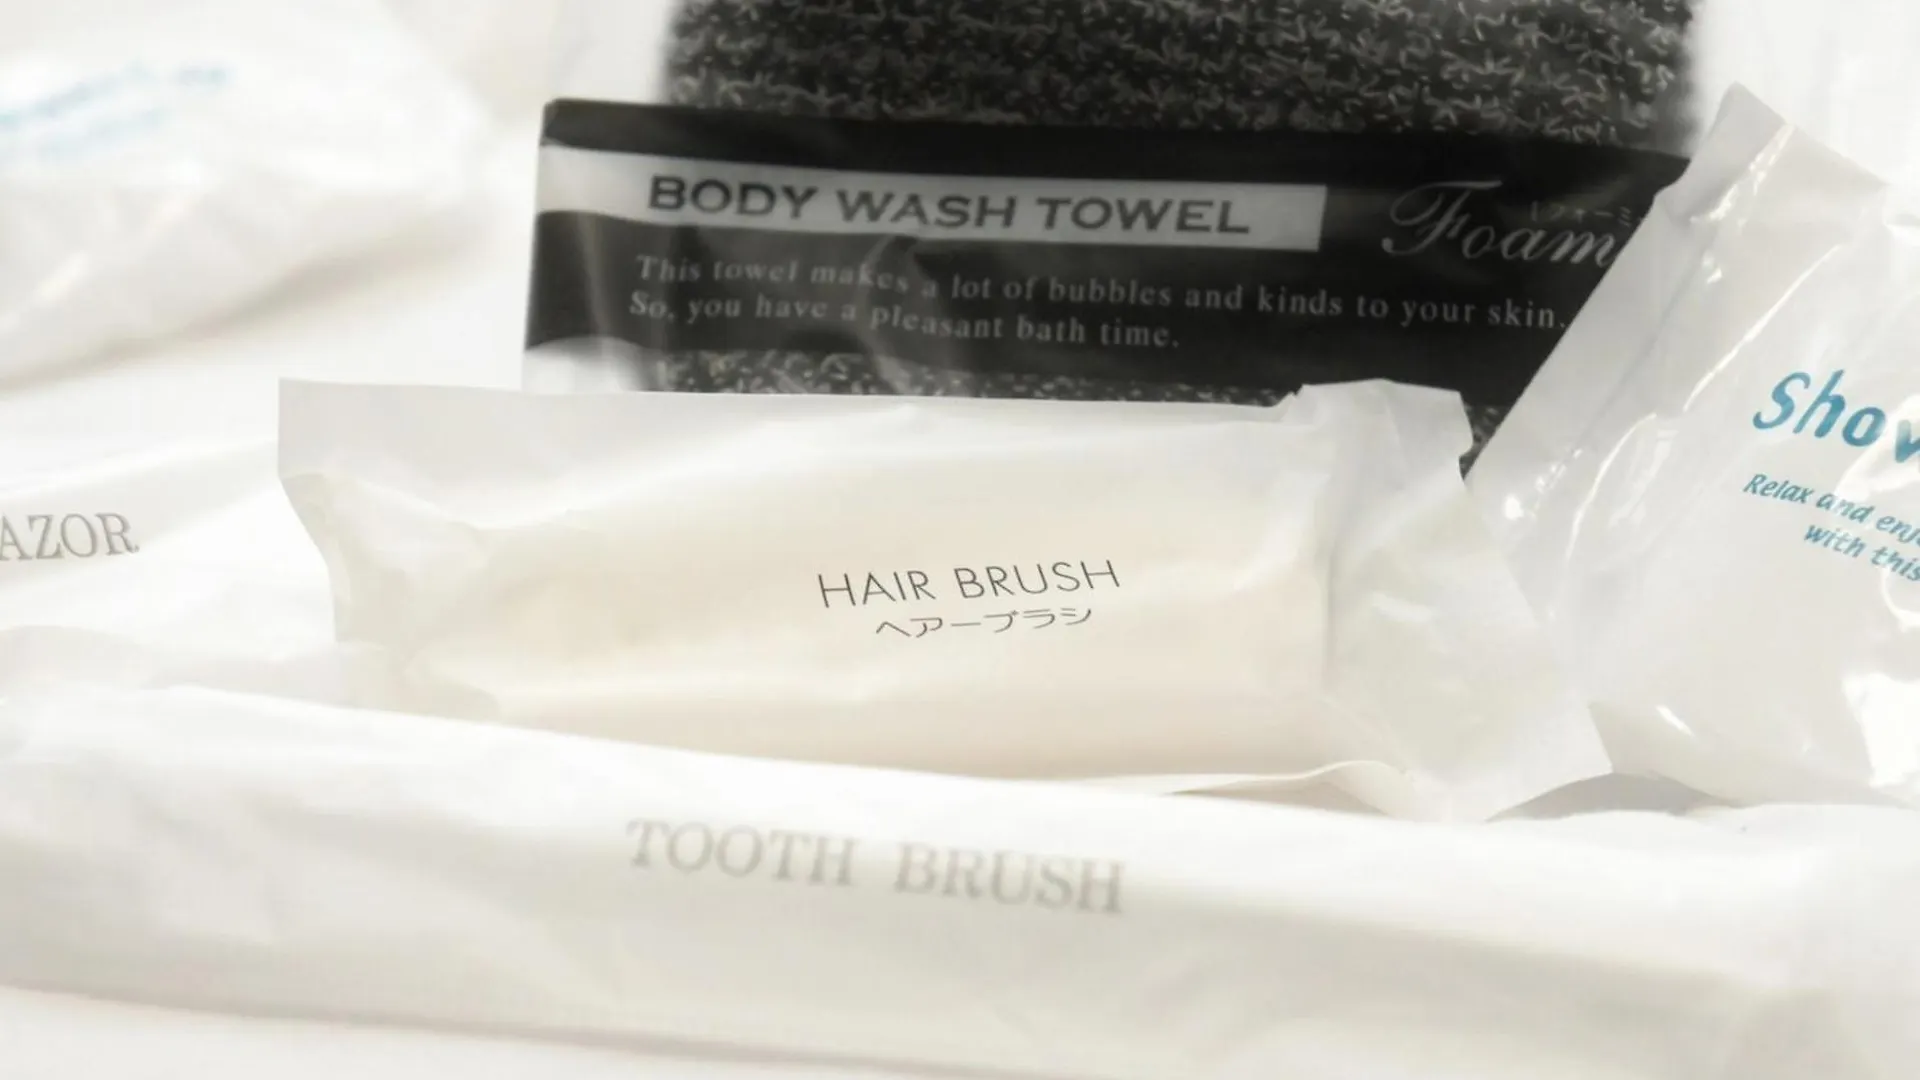 BODY WASH TOWEL
Foam
This towel makes a lot of bubbles and kinds to your skin.
So, you have a pleasant bath time.
Show
Relax and enj
with this
AZOR
HAIR BRUSH
ヘアーブラシ
TOOTH BRUSH